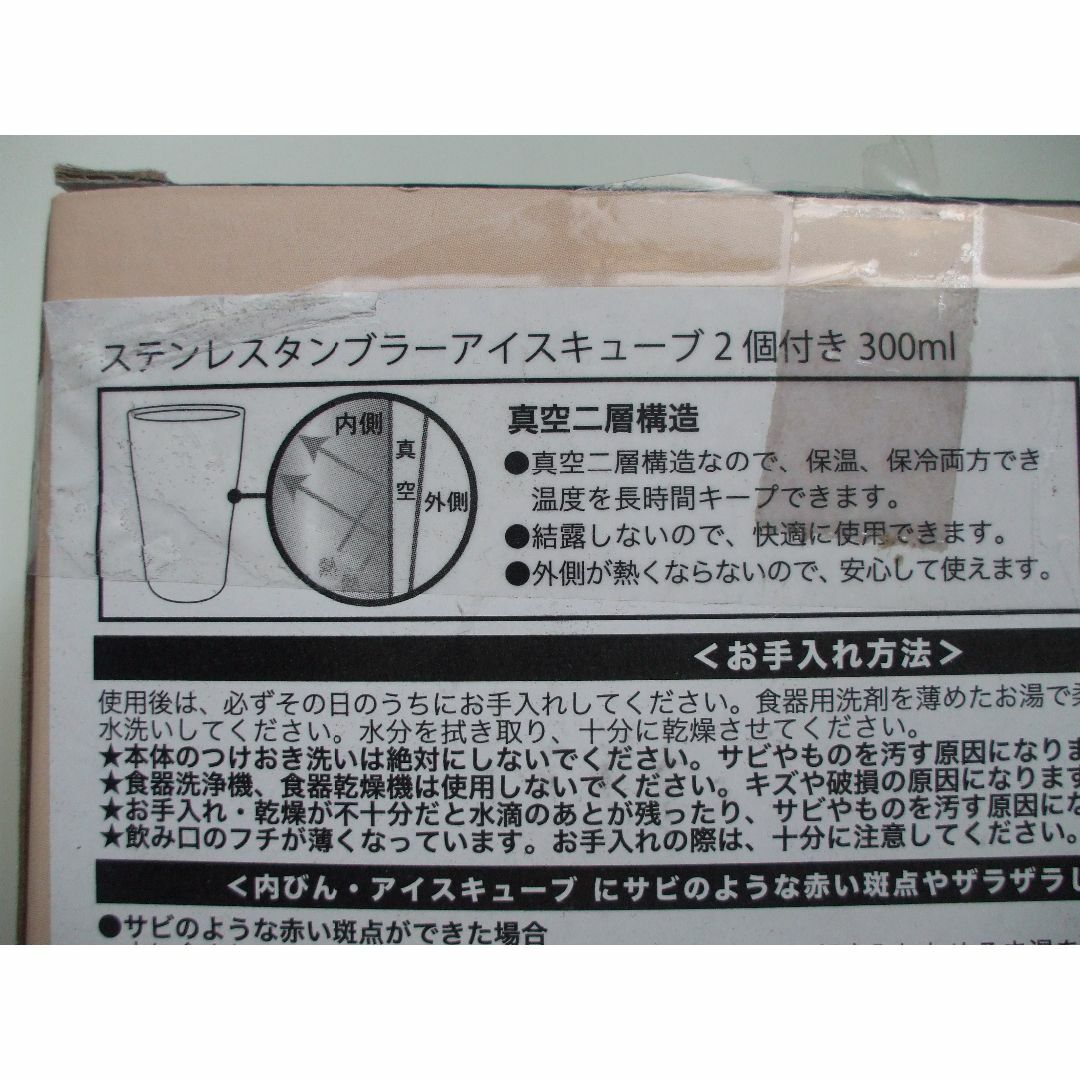 ステンレスタンブラーアイスキューブ 2 個付き 300ml
内側
真空
外側
真空二層構造
●真空二層構造なので、保温、保冷両方でき
温度を長時間キープできます。
●結露しないので、快適に使用できます。
●外側が熱くならないので、安心して使えます。
＜お手入れ方法＞
使用後は、必ずその日のうちにお手入れしてください。食器用洗剤を薄めたお湯で
水洗いしてください。水分を拭き取り、十分に乾燥させてください。
★本体のつけおき洗いは絶対にしないでください。サビやものを汚す原因になりま
★食器洗浄機、食器乾燥機は使用しないでください。キズや破損の原因になります
★お手入れ・乾燥が不十分だと水滴のあとが残ったり、サビやものを汚す原因にな
★飲み口のフチが薄くなっています。お手入れの際は、十分に注意してください。
＜内びん・アイスキューブ にサビのような赤い斑点やザラザラし
●サビのような赤い斑点ができた場合